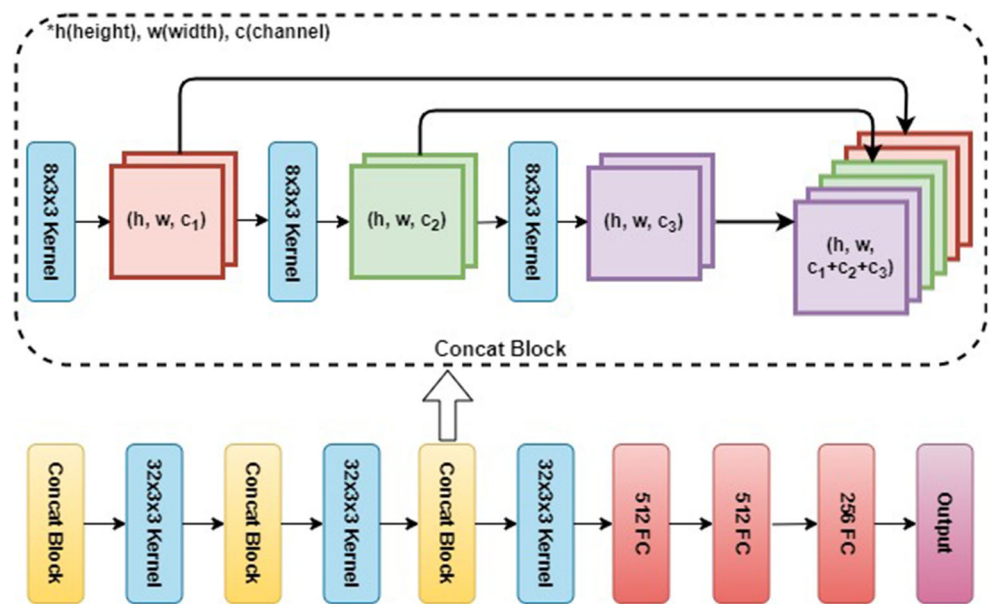 *h(height), w(width), c(channel)
8x3x3 Kernel
(h, w, c₁)
8x3x3 Kernel
(h, w, c₂)
8x3x3 Kernel
(h, w, c₃)
(h, w,
c₁+c₂+c₃)
Concat Block
Concat Block
32x3x3 Kernel
Concat Block
32x3x3 Kernel
Concat Block
32x3x3 Kernel
512 FC
512 FC
256 FC
Output